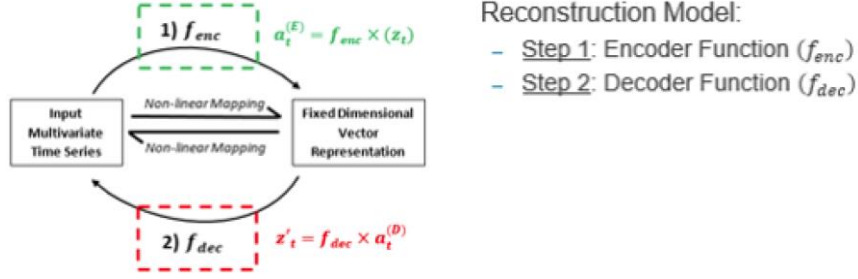 1) f_enc
a_t^(E) = f_enc × (z_t)
Input
Multivariate
Time Series
Non-linear Mapping
Non-linear Mapping
Fixed Dimensional
Vector
Representation
2) f_dec
z'_t = f_dec × a_t^(D)
Reconstruction Model:
– Step 1: Encoder Function (f_enc)
– Step 2: Decoder Function (f_dec)